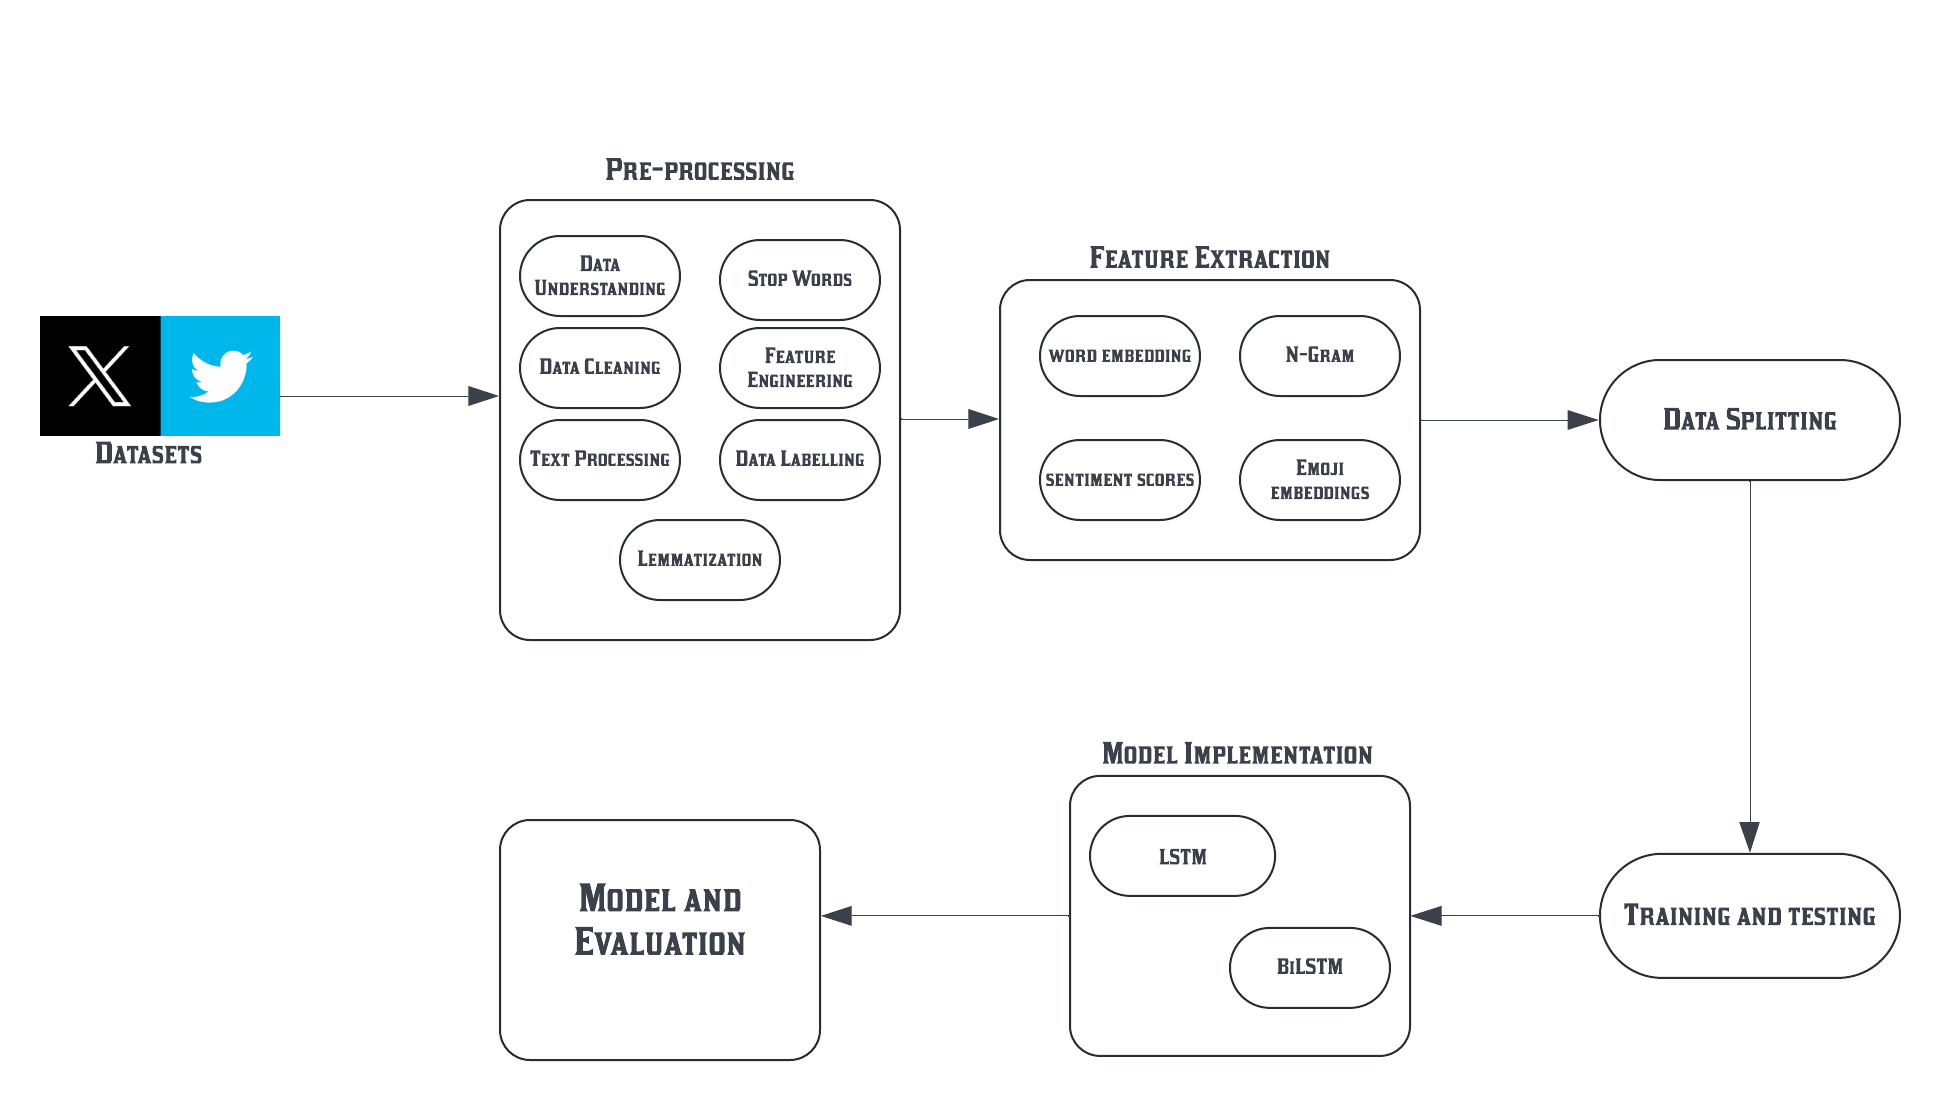 Datasets
Pre-processing
Data
Understanding
Stop Words
Data Cleaning
Feature
Engineering
Text Processing
Data Labelling
Lemmatization
Feature Extraction
word embedding
N-Gram
sentiment scores
Emoji
embeddings
Data Splitting
Training and testing
Model Implementation
LSTM
BiLSTM
Model and
Evaluation